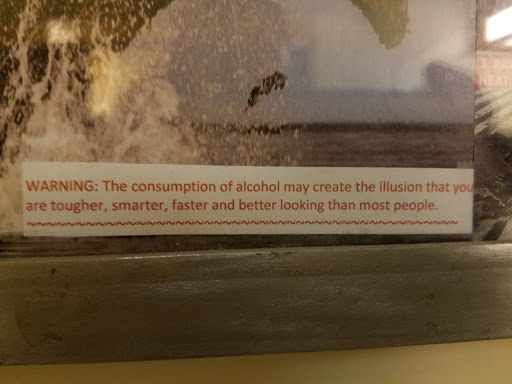 WARNING: The consumption of alcohol may create the illusion that you
are tougher, smarter, faster and better looking than most people.
HEAT